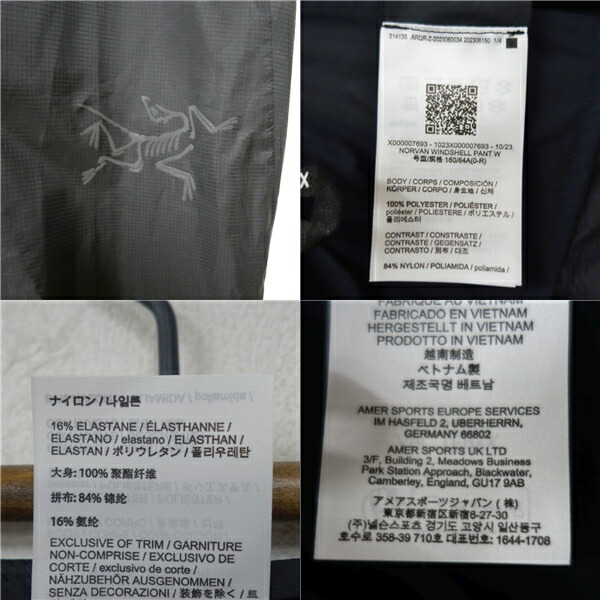 314135 ARQR-Z-2023060034 202306150 1/4
X000007693 - 1023X000007693 - 10/23
NORVAN WINDSHELL PANT W
号型/规格 160/64A(0-R)
BODY / CORPS / COMPOSICIÓN /
KÖRPER / CORPO / 身生地 / 신체
100% POLYESTER / POLIÉSTER /
poliéster / POLIESTERE / ポリエステル /
폴리에스터
CONTRAST / CONSTRASTE /
CONTRASTE / GEGENSATZ /
CONTRASTO / 別布 / 대조
84% NYLON / POLIAMIDA / poliamida /
X
ナイロン / 나일론
16% ELASTANE / ÉLASTHANNE /
ELASTANO / elastano / ELASTHAN /
ELASTAN / ポリウレタン / 폴리우레탄
大身: 100% 聚酯纤维
拼布: 84% 锦纶
16% 氨纶
EXCLUSIVE OF TRIM / GARNITURE
NON-COMPRISE / EXCLUSIVO DE
CORTE / exclusivo de corte /
NÄHZUBEHÖR AUSGENOMMEN /
SENZA DECORAZIONI / 装飾を除く /
FABRIQUÉ AU VIETNAM
FABRICADO EN VIETNAM
HERGESTELLT IN VIETNAM
PRODOTTO IN VIETNAM
越南制造
ベトナム製
제조국명 베트남
AMER SPORTS EUROPE SERVICES
IM HASFELD 2, UBERHERRN,
GERMANY 66802
AMER SPORTS UK LTD
3/F, Building 2, Meadows Business
Park Station Approach, Blackwater,
Camberley, England, GU17 9AB
アメアスポーツジャパン ( 株 )
東京都新宿区新宿 6-27-30
(주)넬슨스포츠 경기도 고양시 일산동구
호수로 358-39 710호 대표번호: 1644-1708